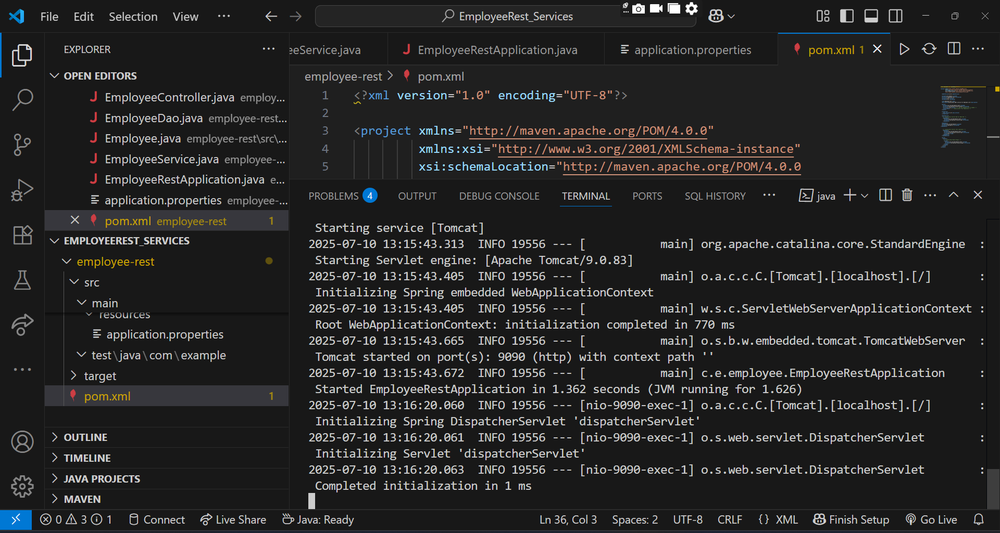 File Edit Selection View ··· EmployeeRest_Services
EXPLORER ···
OPEN EDITORS
EmployeeController.java employ...
EmployeeDao.java employee-rest...
Employee.java employee-rest\src\...
EmployeeService.java employee-...
EmployeeRestApplication.java e...
application.properties employee-...
pom.xml employee-rest 1
EMPLOYEEREST_SERVICES
employee-rest
src
main
resources
application.properties
test\java\com\example
target
pom.xml 1
OUTLINE
TIMELINE
JAVA PROJECTS
MAVEN
eeService.java EmployeeRestApplication.java application.properties pom.xml 1
employee-rest > pom.xml
1 <?xml version="1.0" encoding="UTF-8"?>
2
3 <project xmlns="http://maven.apache.org/POM/4.0.0"
4 xmlns:xsi="http://www.w3.org/2001/XMLSchema-instance"
5 xsi:schemaLocation="http://maven.apache.org/POM/4.0.0
PROBLEMS 4 OUTPUT DEBUG CONSOLE TERMINAL PORTS SQL HISTORY ··· java
Starting service [Tomcat]
2025-07-10 13:15:43.313  INFO 19556 --- [           main] org.apache.catalina.core.StandardEngine  :
Starting Servlet engine: [Apache Tomcat/9.0.83]
2025-07-10 13:15:43.405  INFO 19556 --- [           main] o.a.c.c.C.[Tomcat].[localhost].[/]       :
Initializing Spring embedded WebApplicationContext
2025-07-10 13:15:43.405  INFO 19556 --- [           main] w.s.c.ServletWebServerApplicationContext :
Root WebApplicationContext: initialization completed in 770 ms
2025-07-10 13:15:43.665  INFO 19556 --- [           main] o.s.b.w.embedded.tomcat.TomcatWebServer  :
Tomcat started on port(s): 9090 (http) with context path ''
2025-07-10 13:15:43.672  INFO 19556 --- [           main] c.e.employee.EmployeeRestApplication     :
Started EmployeeRestApplication in 1.362 seconds (JVM running for 1.626)
2025-07-10 13:16:20.060  INFO 19556 --- [nio-9090-exec-1] o.a.c.c.C.[Tomcat].[localhost].[/]       :
Initializing Spring DispatcherServlet 'dispatcherServlet'
2025-07-10 13:16:20.061  INFO 19556 --- [nio-9090-exec-1] o.s.web.servlet.DispatcherServlet        :
Initializing Servlet 'dispatcherServlet'
2025-07-10 13:16:20.063  INFO 19556 --- [nio-9090-exec-1] o.s.web.servlet.DispatcherServlet        :
Completed initialization in 1 ms
0 3 1 Connect Live Share Java: Ready Ln 36, Col 3 Spaces: 2 UTF-8 CRLF {} XML Finish Setup Go Live